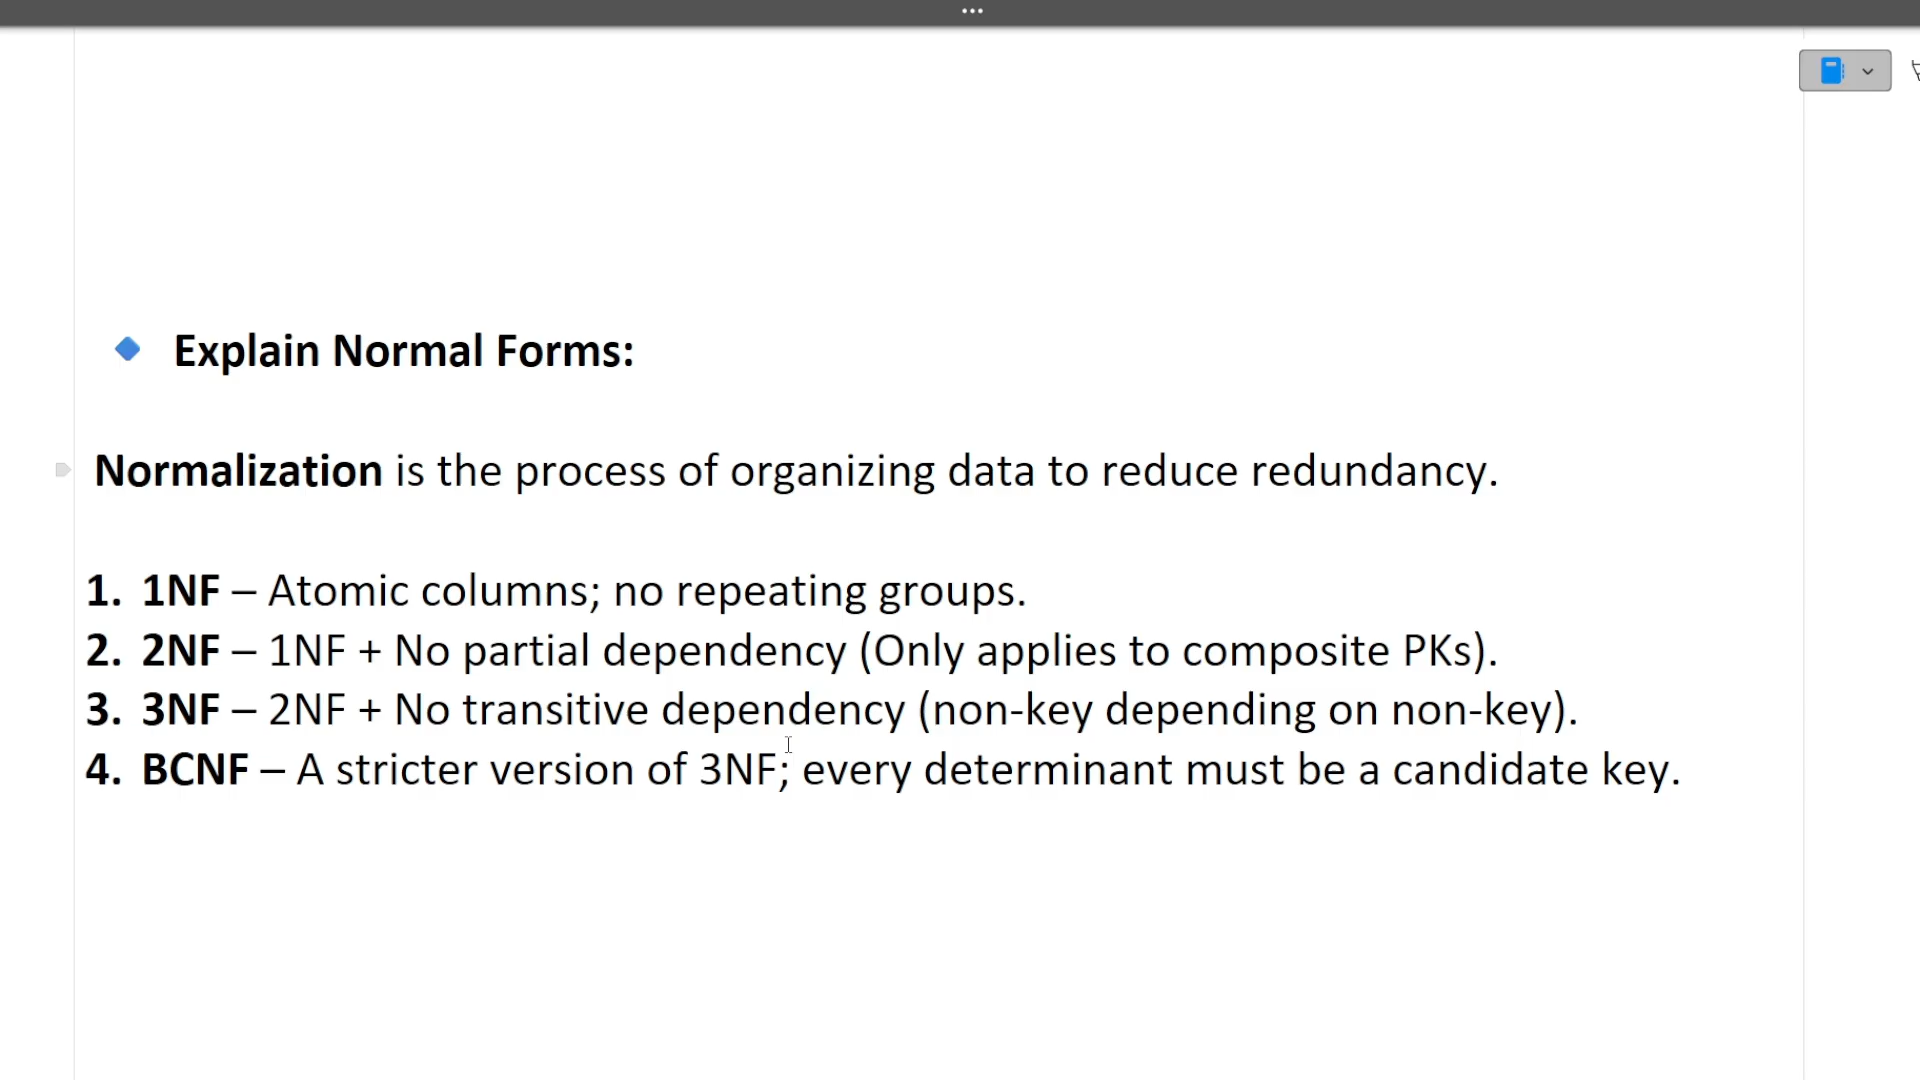 Explain Normal Forms:
Normalization is the process of organizing data to reduce redundancy.
1. 1NF – Atomic columns; no repeating groups.
2. 2NF – 1NF + No partial dependency (Only applies to composite PKs).
3. 3NF – 2NF + No transitive dependency (non-key depending on non-key).
4. BCNF – A stricter version of 3NF; every determinant must be a candidate key.